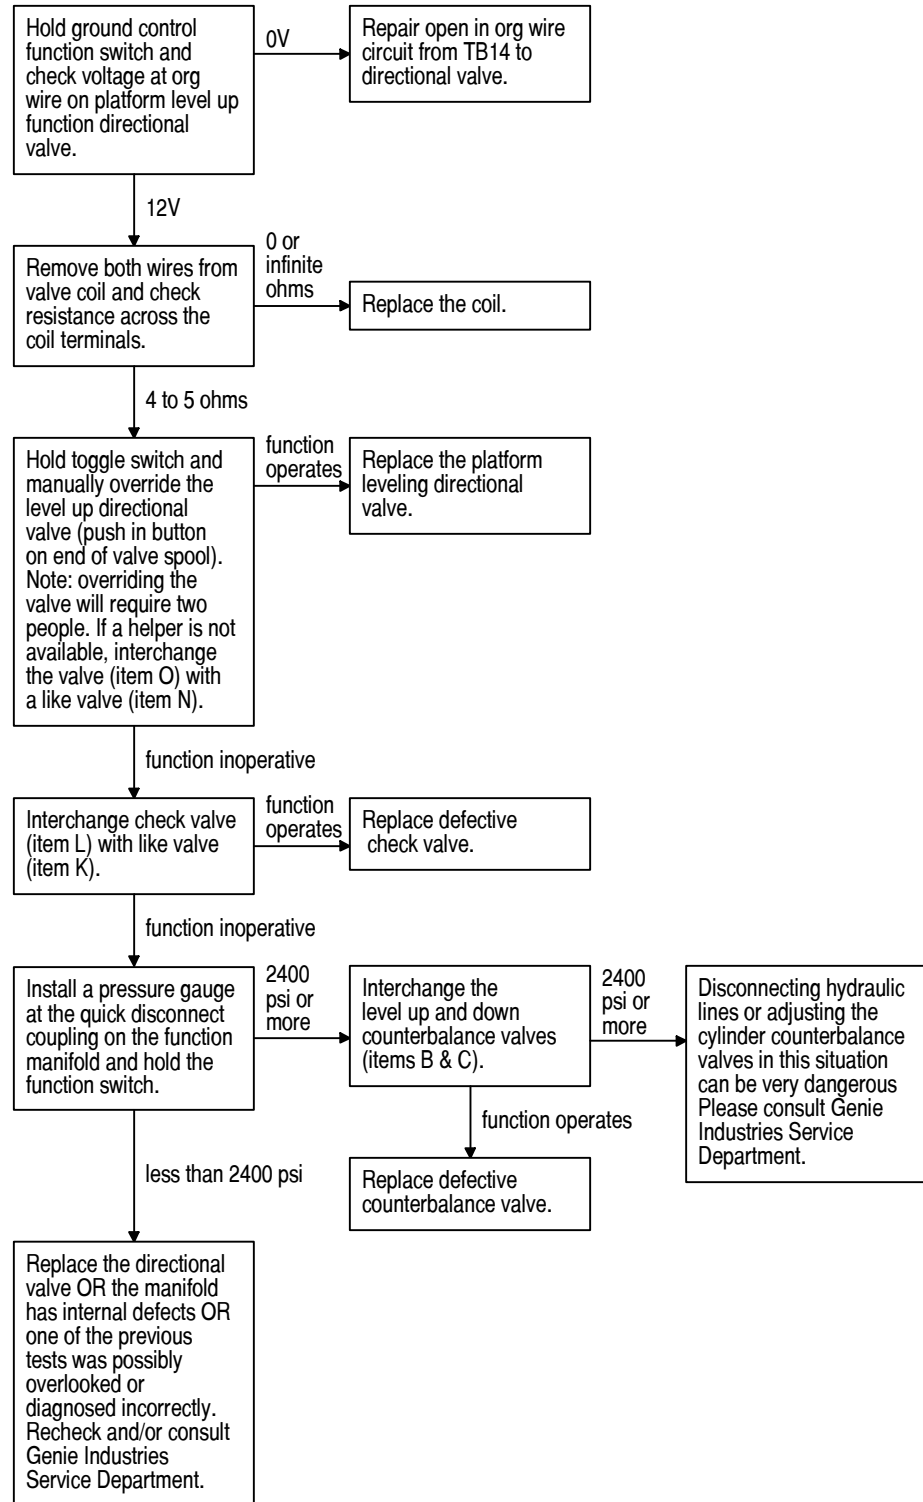 Hold ground control
function switch and
check voltage at org
wire on platform level up
function directional
valve.
0V
Repair open in org wire
circuit from TB14 to
directional valve.
12V
Remove both wires from
valve coil and check
resistance across the
coil terminals.
0 or
infinite
ohms
Replace the coil.
4 to 5 ohms
Hold toggle switch and
manually override the
level up directional
valve (push in button
on end of valve spool).
Note: overriding the
valve will require two
people. If a helper is not
available, interchange
the valve (item O) with
a like valve (item N).
function
operates
Replace the platform
leveling directional
valve.
function inoperative
Interchange check valve
(item L) with like valve
(item K).
function
operates
Replace defective
check valve.
function inoperative
Install a pressure gauge
at the quick disconnect
coupling on the function
manifold and hold the
function switch.
2400
psi or
more
Interchange the
level up and down
counterbalance valves
(items B & C).
2400
psi or
more
Disconnecting hydraulic
lines or adjusting the
cylinder counterbalance
valves in this situation
can be very dangerous
Please consult Genie
Industries Service
Department.
function operates
Replace defective
counterbalance valve.
less than 2400 psi
Replace the directional
valve OR the manifold
has internal defects OR
one of the previous
tests was possibly
overlooked or
diagnosed incorrectly.
Recheck and/or consult
Genie Industries
Service Department.